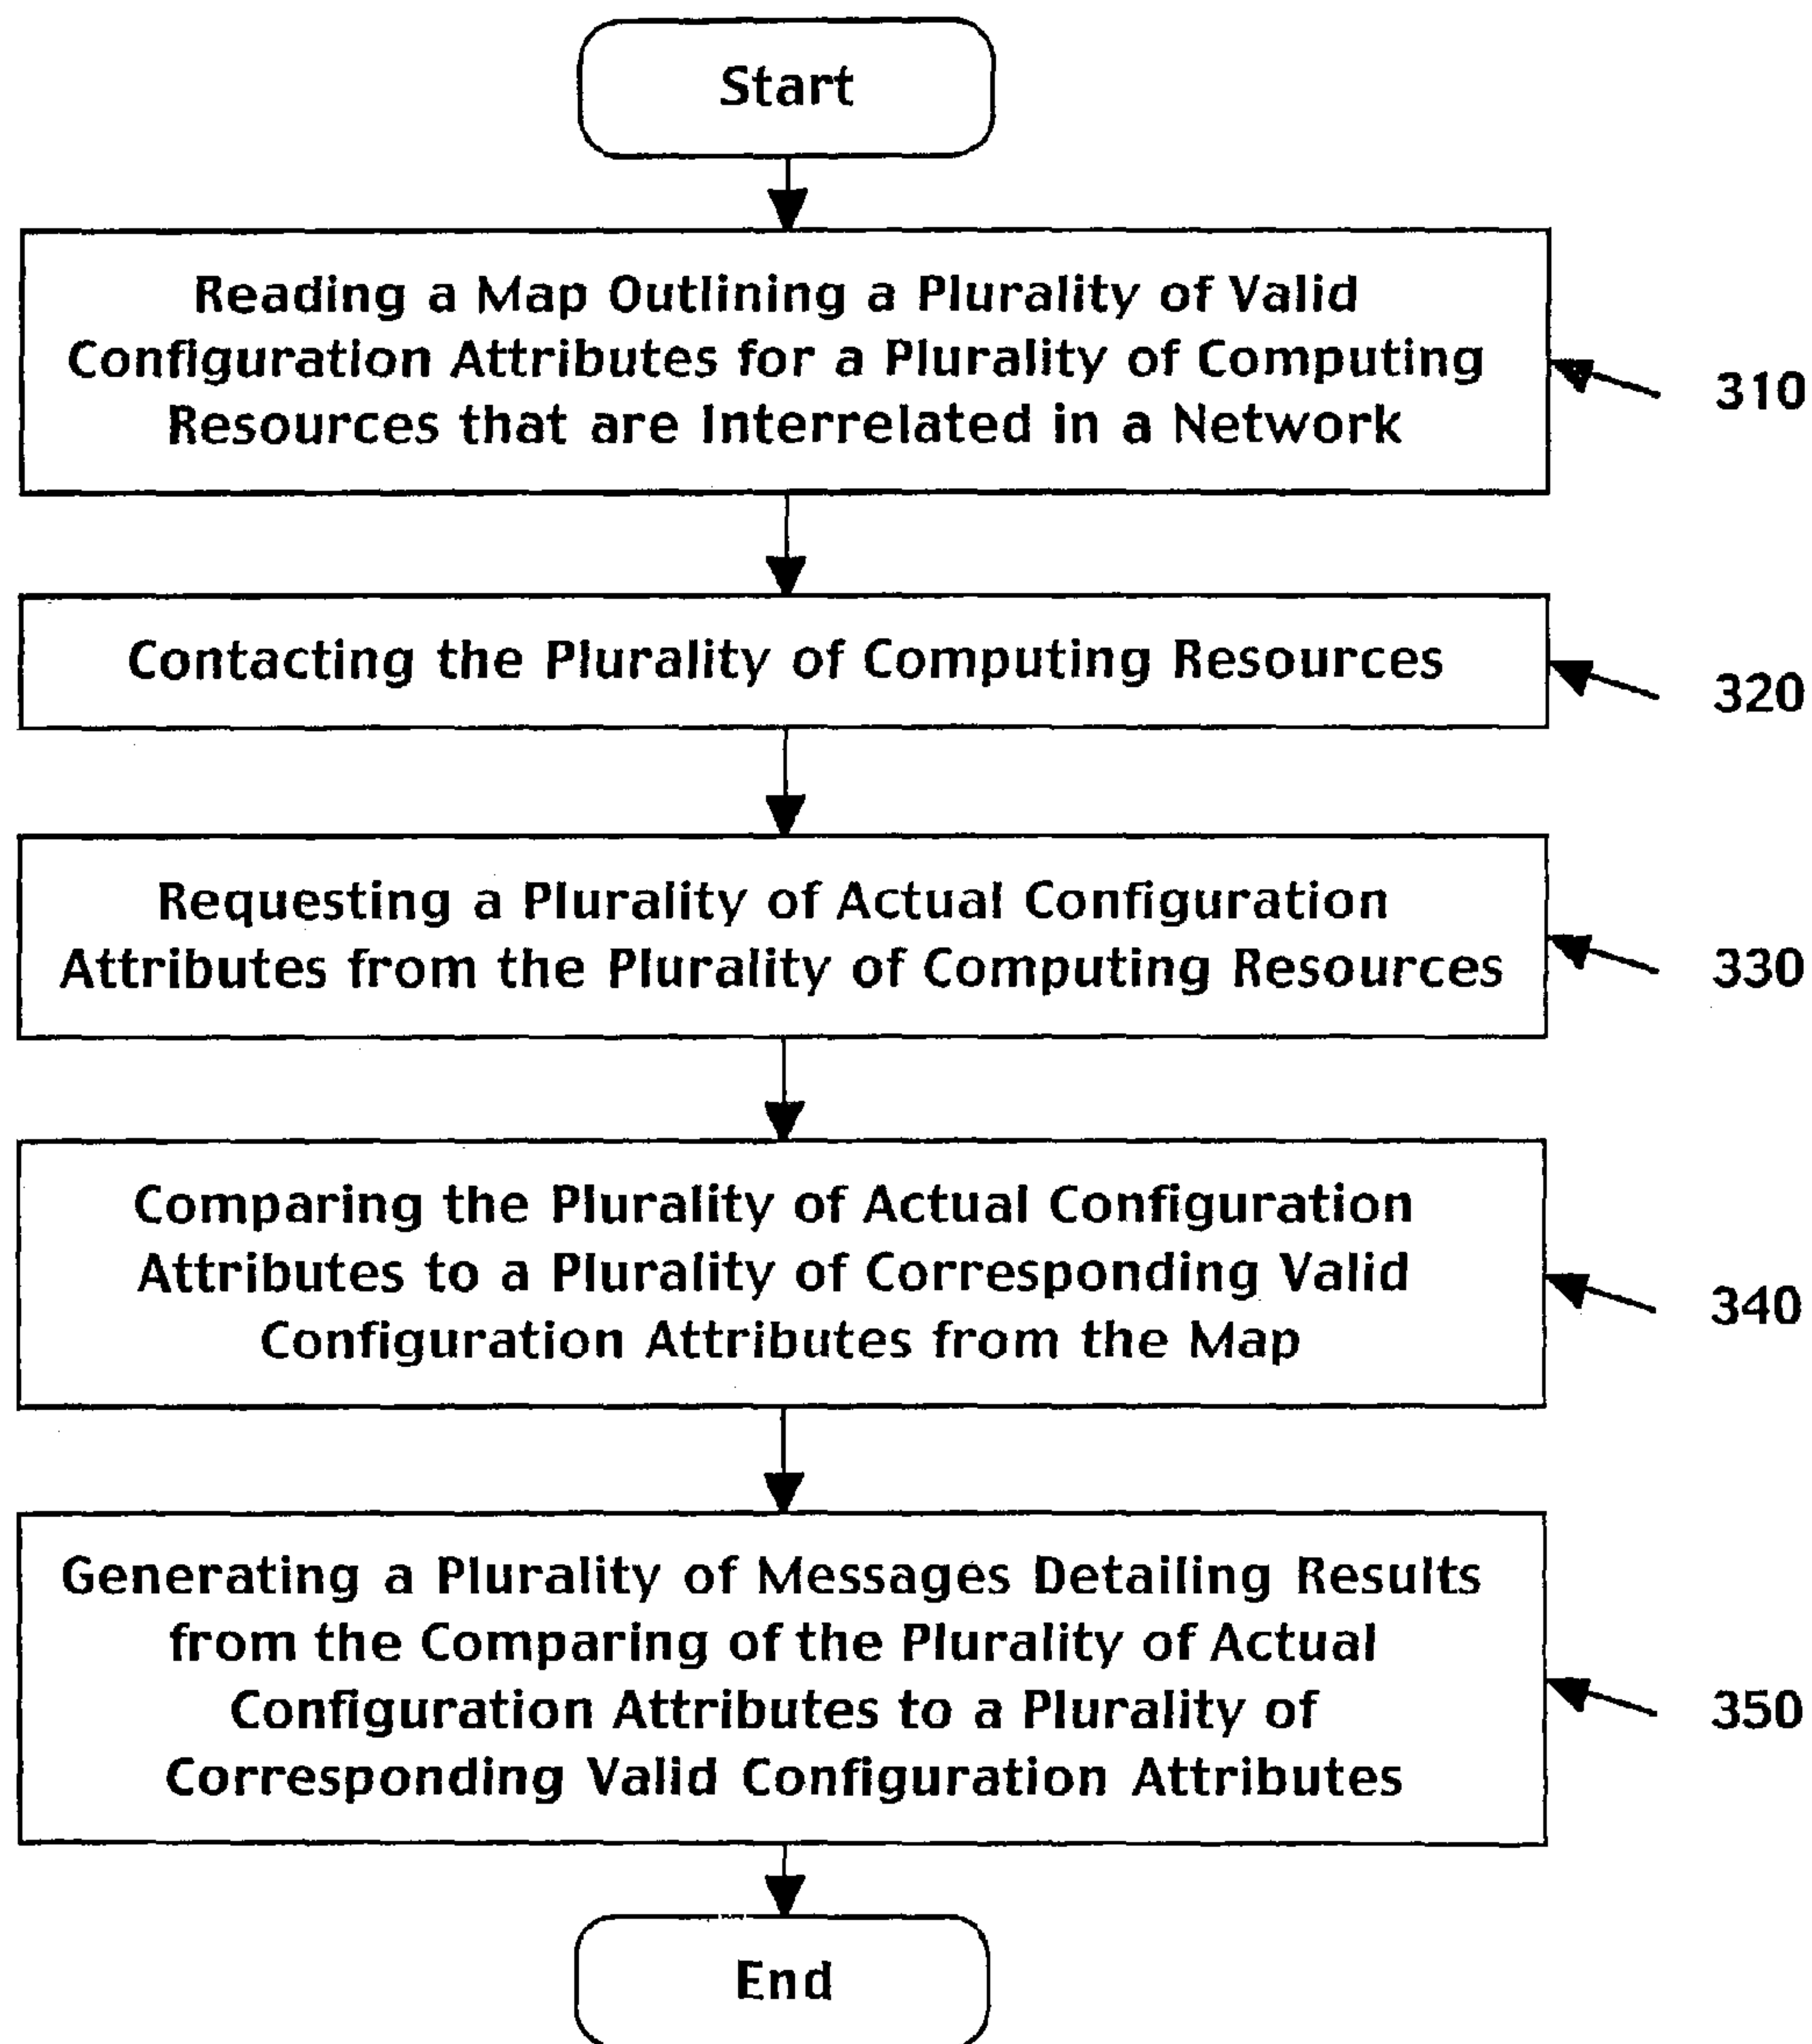 Start
Reading a Map Outlining a Plurality of Valid
Configuration Attributes for a Plurality of Computing
Resources that are Interrelated in a Network
310
Contacting the Plurality of Computing Resources
320
Requesting a Plurality of Actual Configuration
Attributes from the Plurality of Computing Resources
330
Comparing the Plurality of Actual Configuration
Attributes to a Plurality of Corresponding Valid
Configuration Attributes from the Map
340
Generating a Plurality of Messages Detailing Results
from the Comparing of the Plurality of Actual
Configuration Attributes to a Plurality of
Corresponding Valid Configuration Attributes
350
End